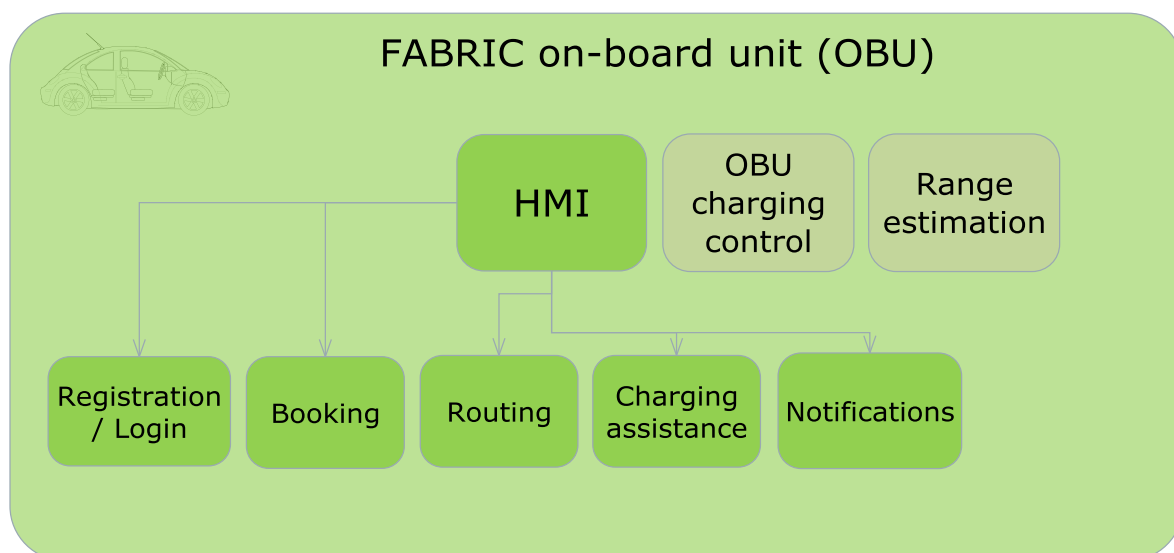 FABRIC on-board unit (OBU)
HMI
OBU
charging
control
Range
estimation
Registration
/ Login
Booking
Routing
Charging
assistance
Notifications